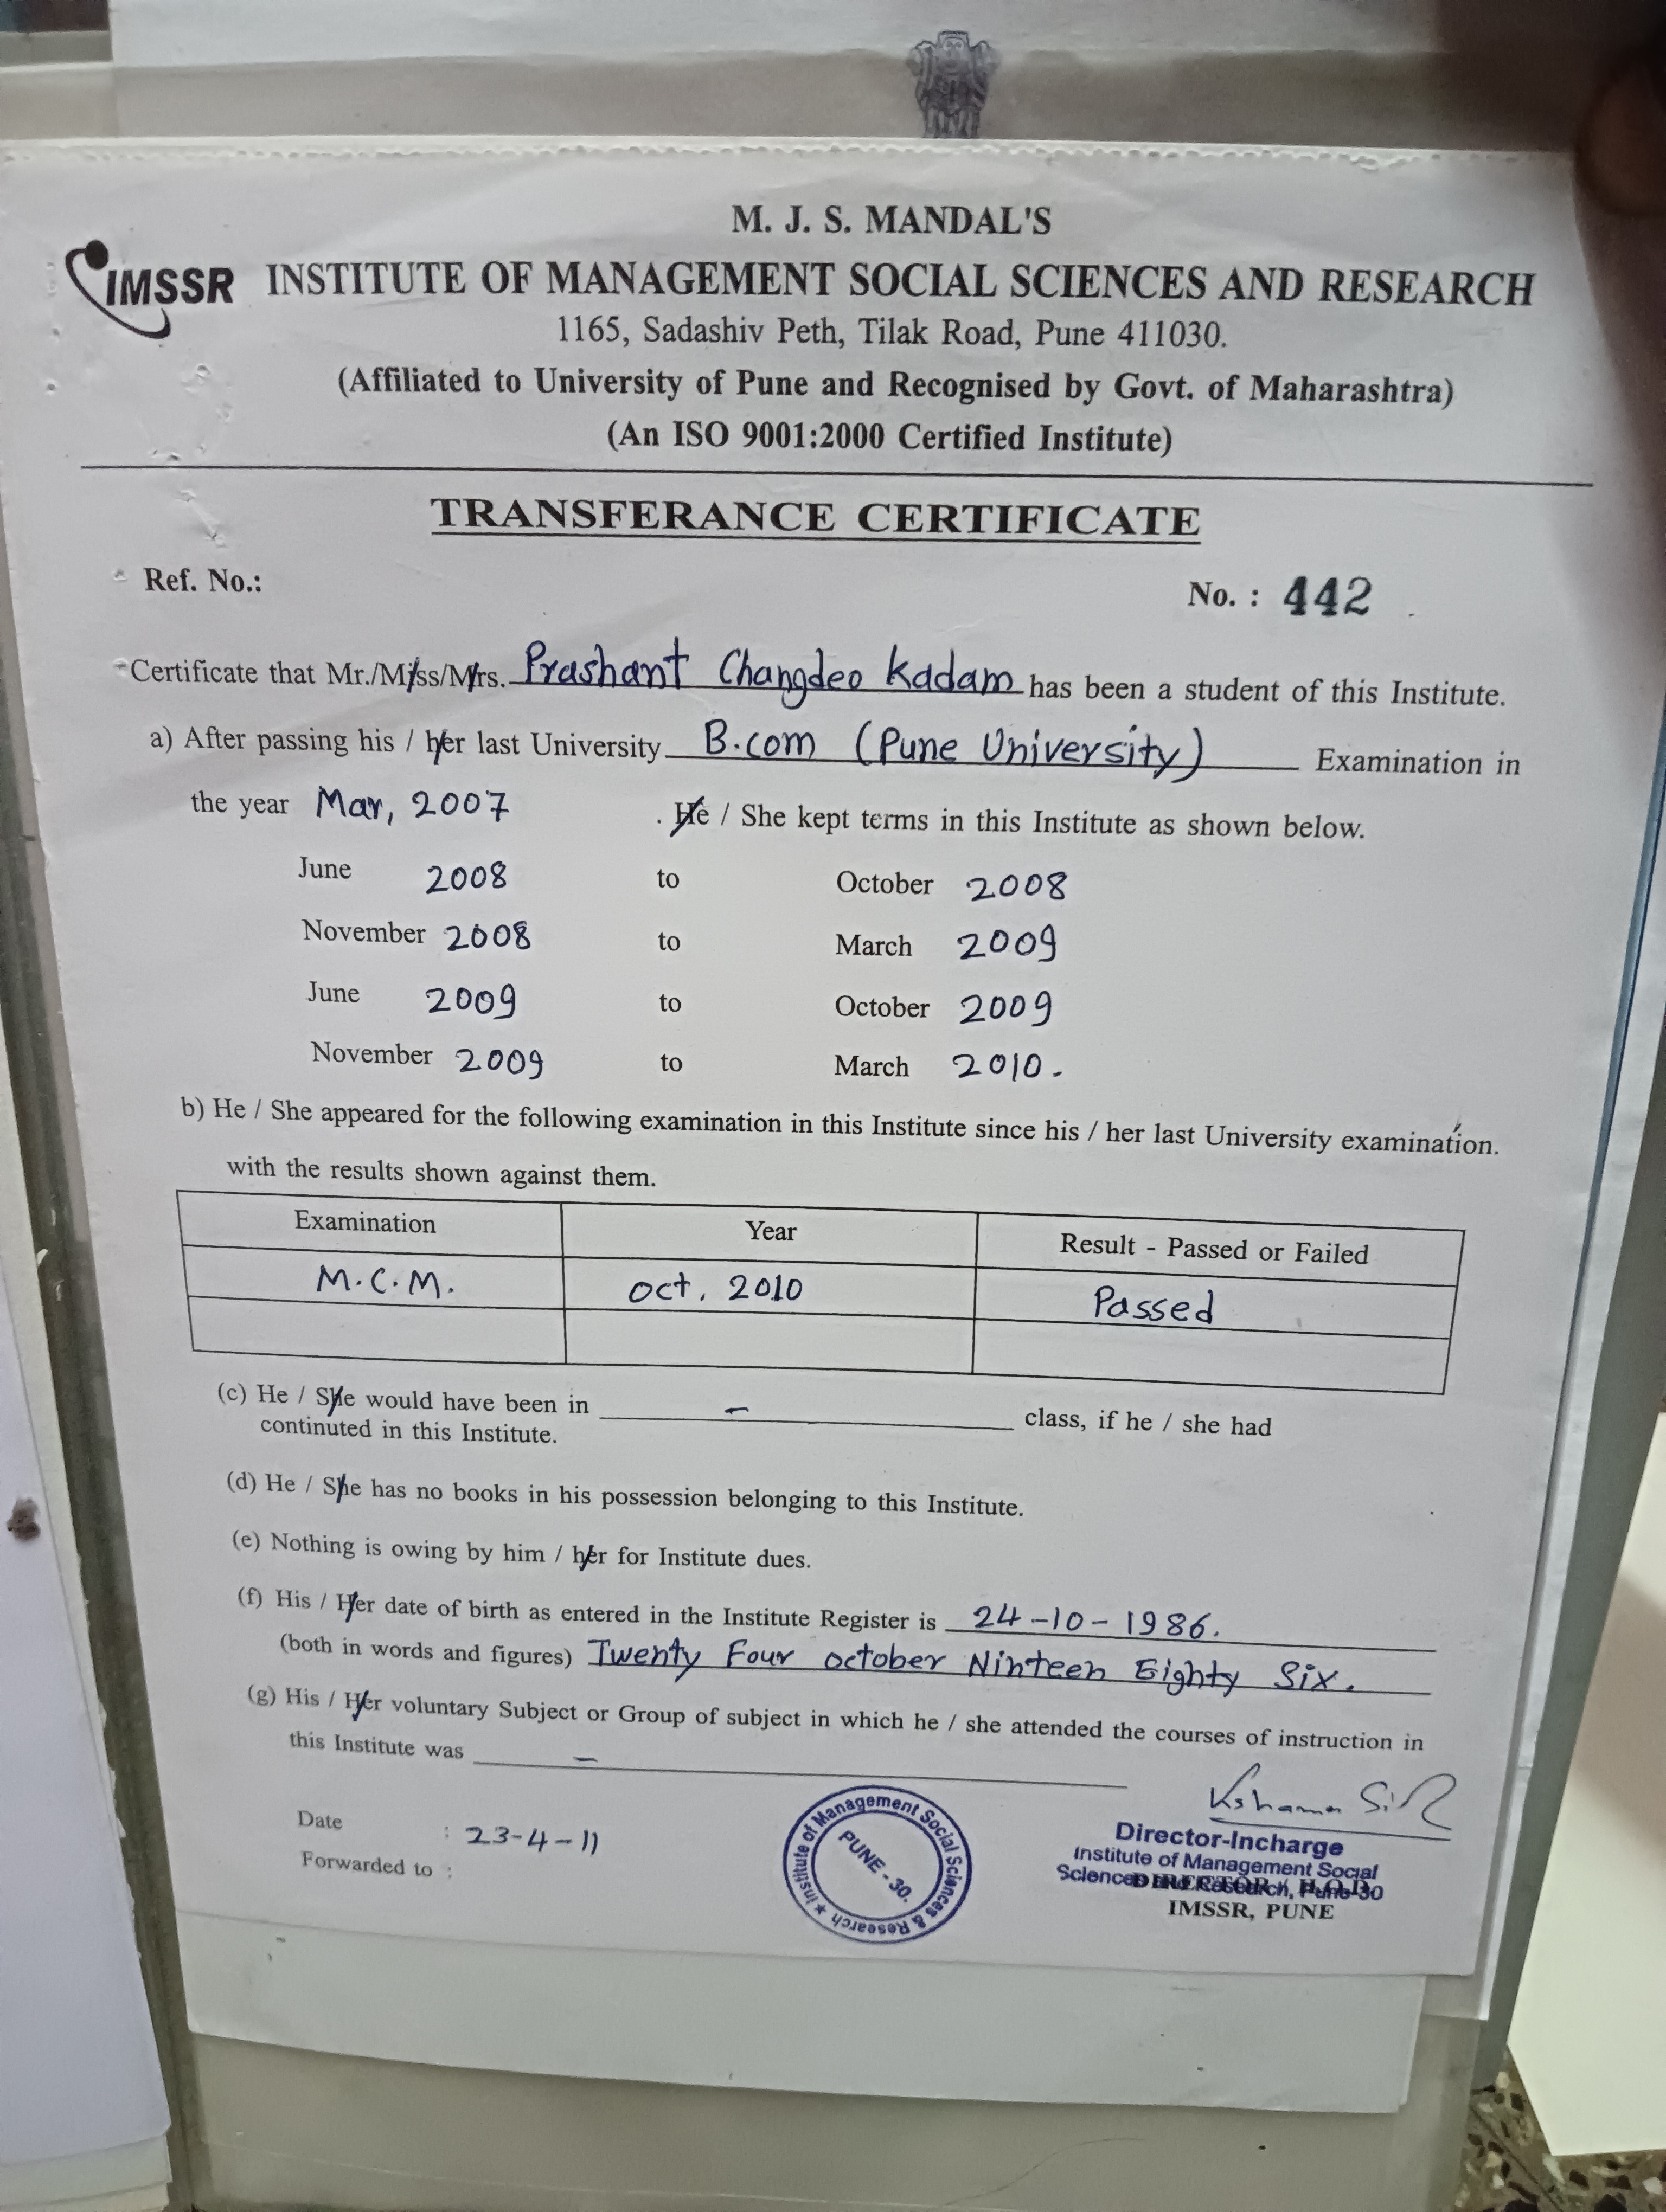 M. J. S. MANDAL'S
IMSSR INSTITUTE OF MANAGEMENT SOCIAL SCIENCES AND RESEARCH
1165, Sadashiv Peth, Tilak Road, Pune 411030.
(Affiliated to University of Pune and Recognised by Govt. of Maharashtra)
(An ISO 9001:2000 Certified Institute)
TRANSFERANCE CERTIFICATE
Ref. No.: No. : 442
Certificate that Mr./Miss/Mrs. Prashant Changdeo Kadam has been a student of this Institute.
a) After passing his / her last University B.com (Pune University) Examination in
the year Mar, 2007 . He / She kept terms in this Institute as shown below.
June 2008 to October 2008
November 2008 to March 2009
June 2009 to October 2009
November 2009 to March 2010.
b) He / She appeared for the following examination in this Institute since his / her last University examination.
with the results shown against them.
Examination Year Result - Passed or Failed
M.C.M. oct. 2010 Passed
(c) He / She would have been in - class, if he / she had
continuted in this Institute.
(d) He / She has no books in his possession belonging to this Institute.
(e) Nothing is owing by him / her for Institute dues.
(f) His / Her date of birth as entered in the Institute Register is 24-10-1986.
(both in words and figures) Twenty Four october Ninteen Eighty Six.
(g) His / Her voluntary Subject or Group of subject in which he / she attended the courses of instruction in
this Institute was -
Date : 23-4-11
Forwarded to :
Institute of Management Social Sciences & Research ★
PUNE - 30.
Kshama
Director-Incharge
Institute of Management Social
Sciences and Research, Pune-30
DIRECTOR / H.O.D.
IMSSR, PUNE